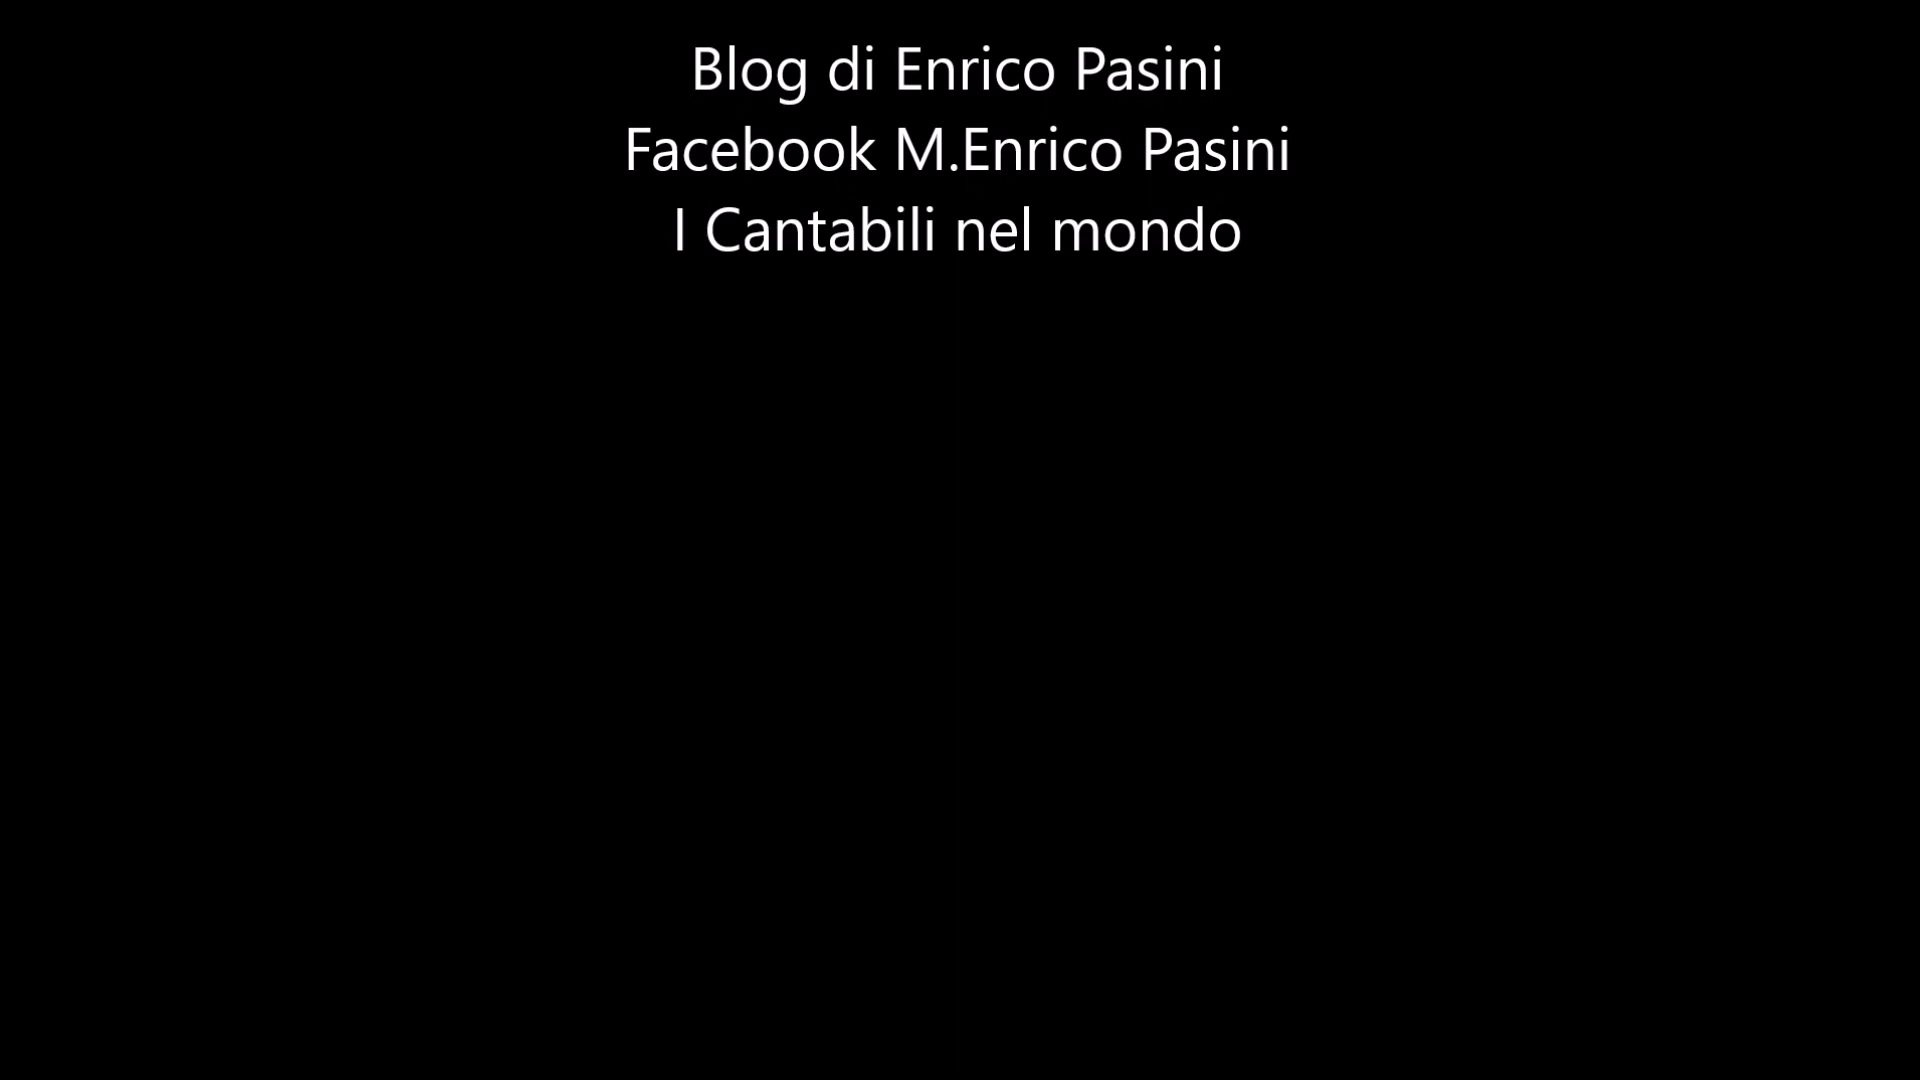 Blog di Enrico Pasini
Facebook M.Enrico Pasini
I Cantabili nel mondo